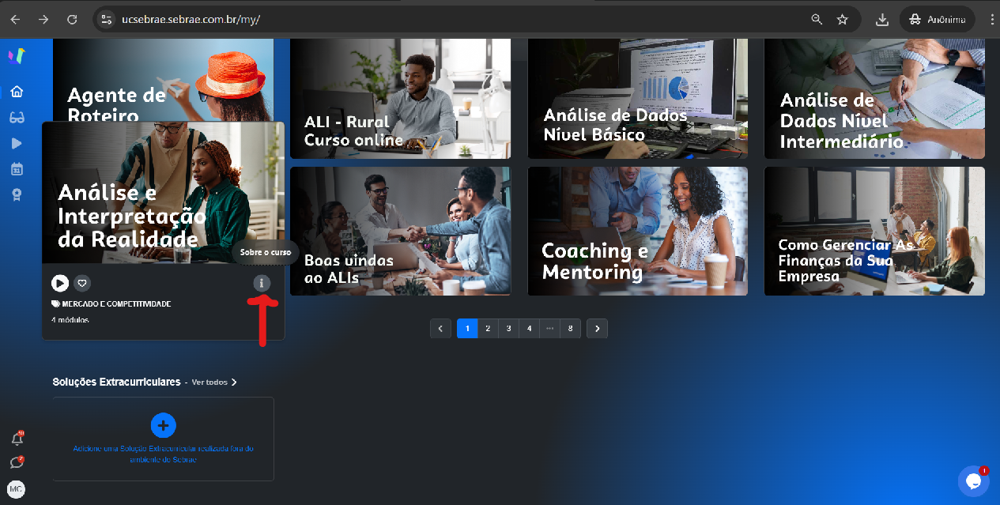 ucsebrae.sebrae.com.br/my/
Anônima
Agente de
Roteiro
ALI - Rural
Curso online
Análise de Dados
Nível Básico
Análise de
Dados Nível
Intermediário
Análise e
Interpretação
da Realidade
Sobre o curso
MERCADO E COMPETITIVIDADE
4 módulos
Boas vindas
ao ALIs
Coaching e
Mentoring
Como Gerenciar As
Finanças da Sua
Empresa
1 2 3 4 ... 8
Soluções Extracurriculares - Ver todos
Adicione uma Solução Extracurricular realizada fora do
ambiente do Sebrae
31
2
MC
1